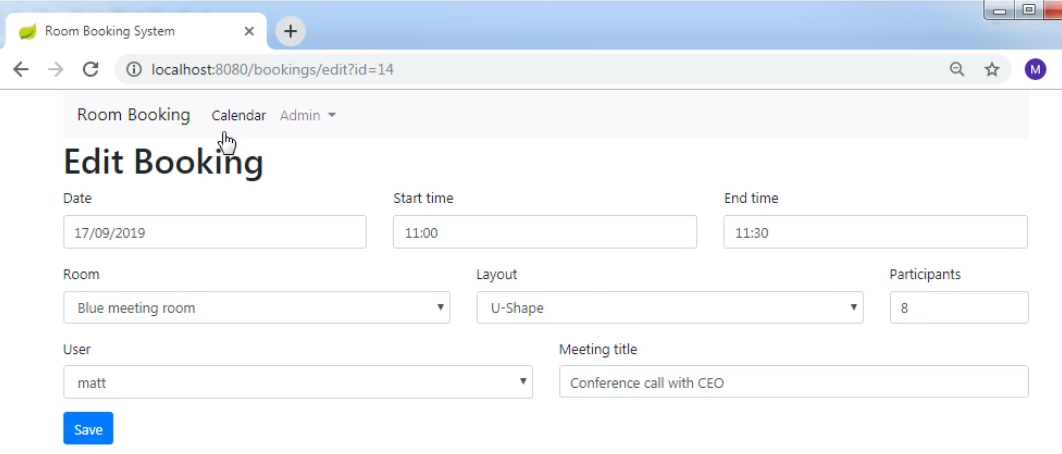 Room Booking System
localhost:8080/bookings/edit?id=14
M
Room Booking Calendar Admin
Edit Booking
Date Start time End time
17/09/2019 11:00 11:30
Room Layout Participants
Blue meeting room U-Shape 8
User Meeting title
matt Conference call with CEO
Save